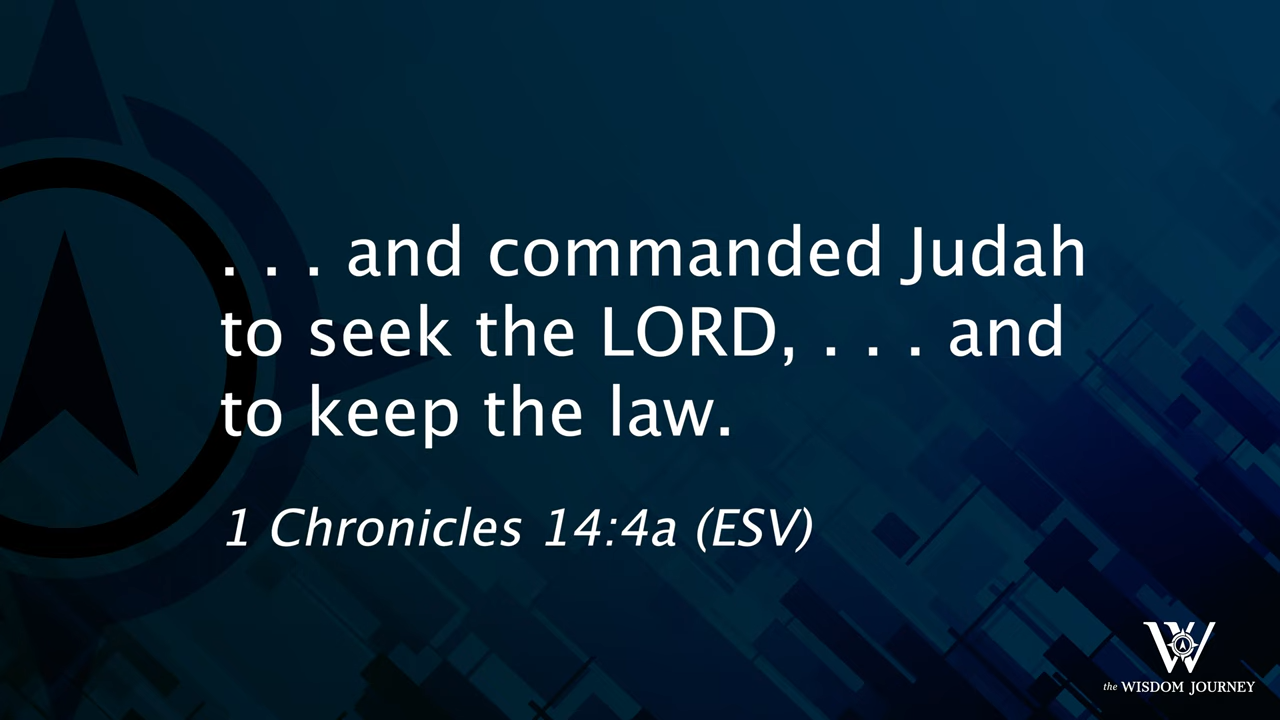 . . . and commanded Judah
to seek the LORD, . . . and
to keep the law.
1 Chronicles 14:4a (ESV)
W
the WISDOM JOURNEY